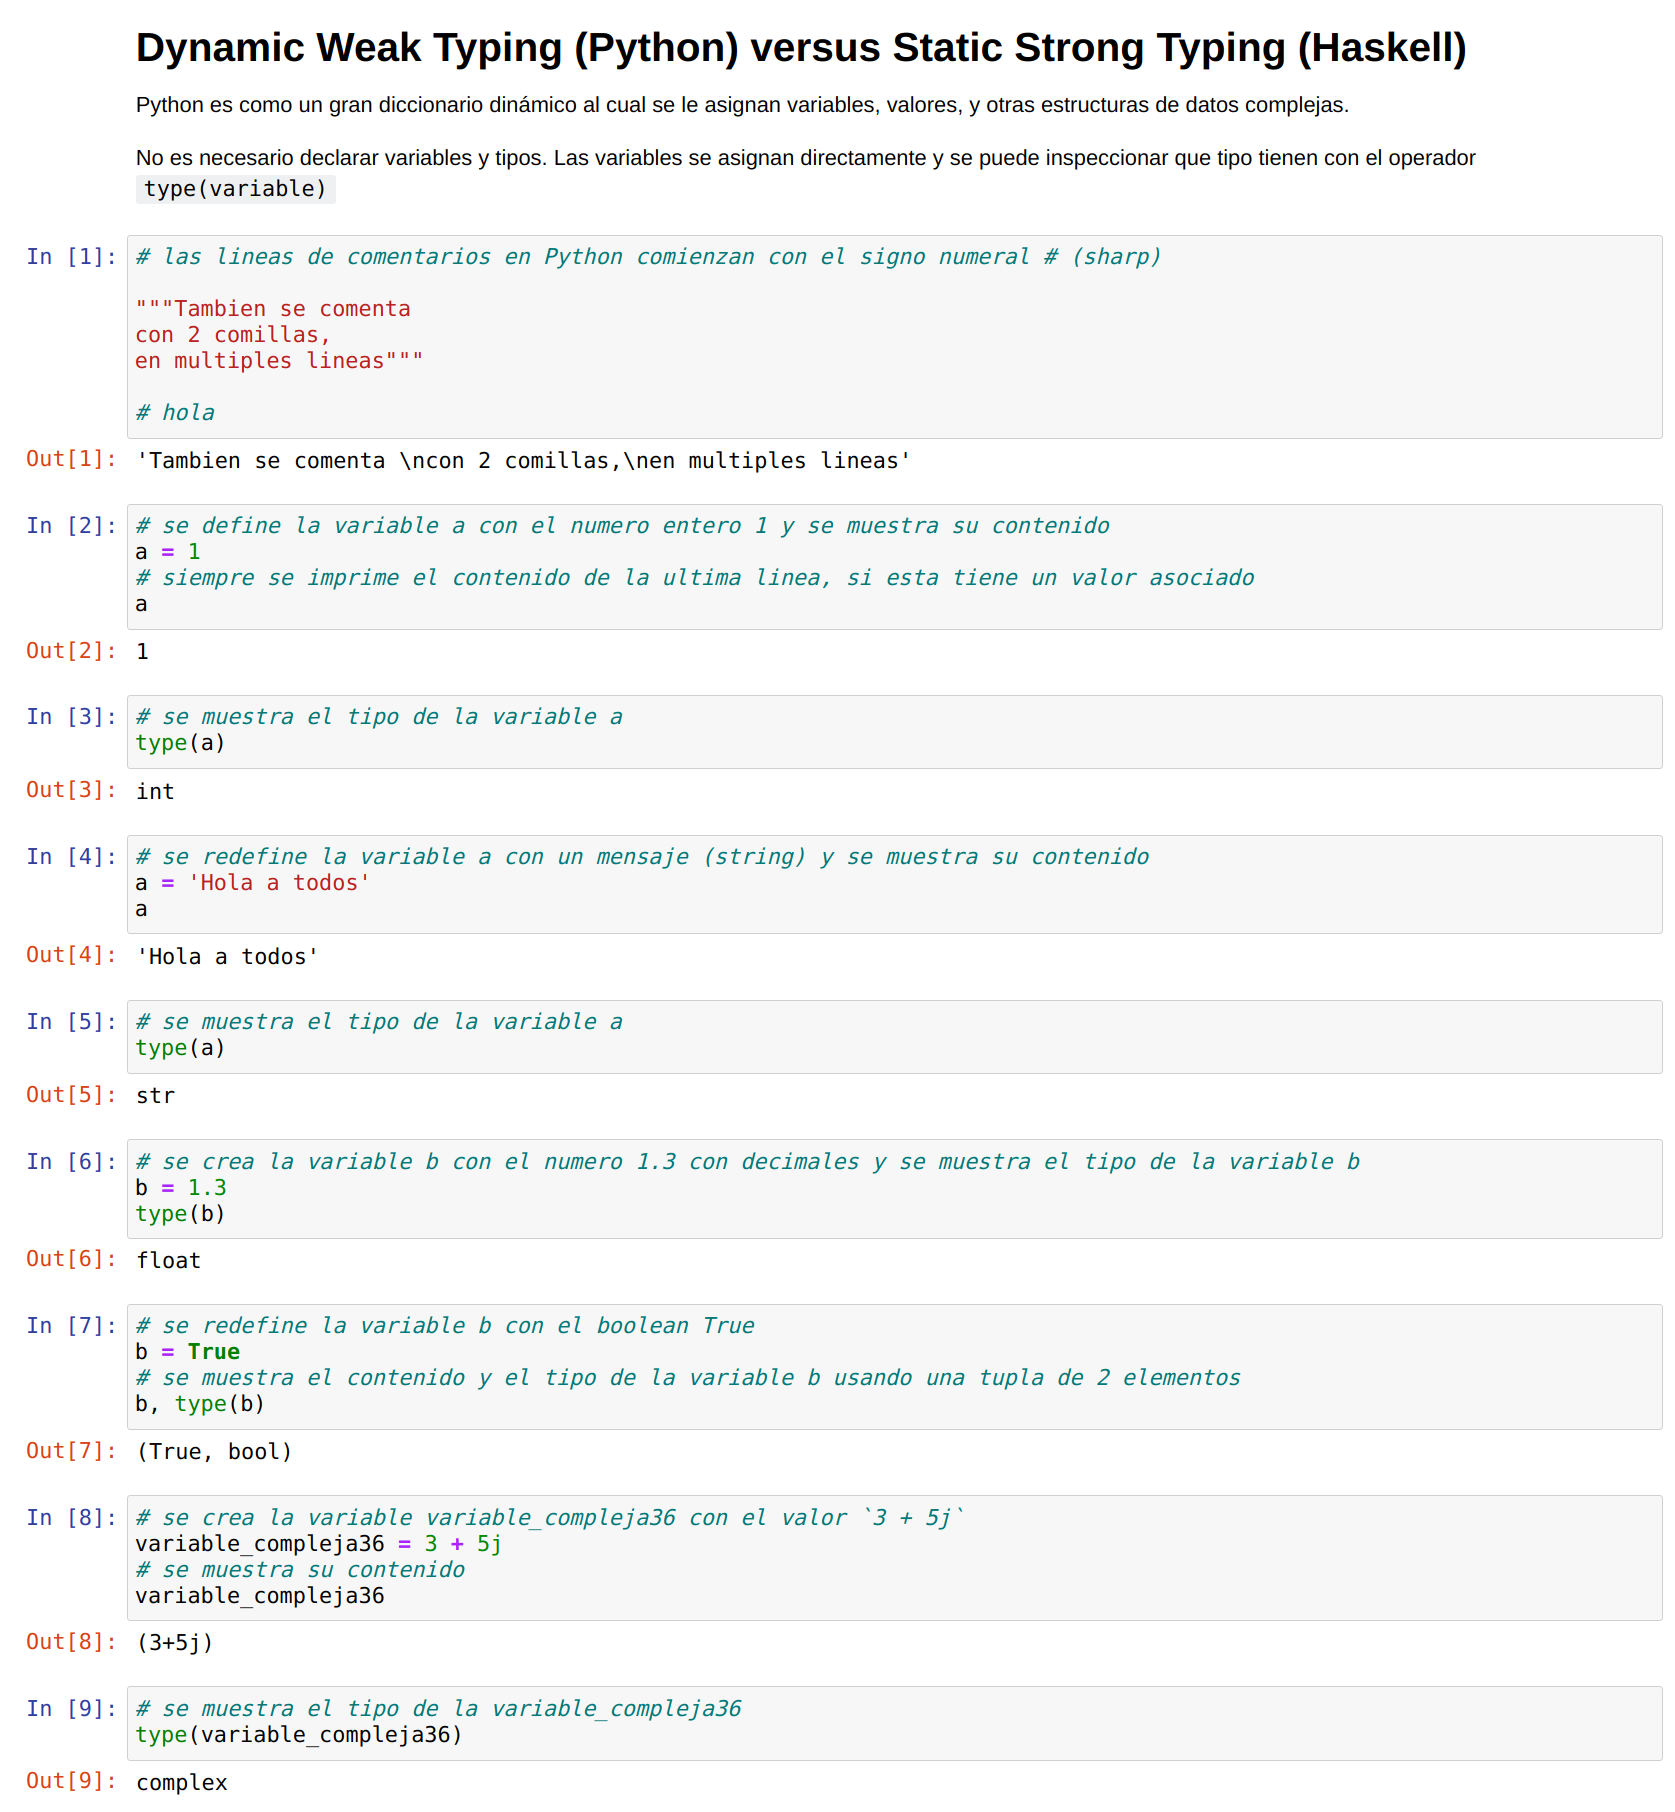 Dynamic Weak Typing (Python) versus Static Strong Typing (Haskell)
Python es como un gran diccionario dinámico al cual se le asignan variables, valores, y otras estructuras de datos complejas.
No es necesario declarar variables y tipos. Las variables se asignan directamente y se puede inspeccionar que tipo tienen con el operador
type(variable)
In [1]: # las lineas de comentarios en Python comienzan con el signo numeral # (sharp)
"""Tambien se comenta
con 2 comillas,
en multiples lineas"""
# hola
Out[1]: 'Tambien se comenta \ncon 2 comillas,\nen multiples lineas'
In [2]: # se define la variable a con el numero entero 1 y se muestra su contenido
a = 1
# siempre se imprime el contenido de la ultima linea, si esta tiene un valor asociado
a
Out[2]: 1
In [3]: # se muestra el tipo de la variable a
type(a)
Out[3]: int
In [4]: # se redefine la variable a con un mensaje (string) y se muestra su contenido
a = 'Hola a todos'
a
Out[4]: 'Hola a todos'
In [5]: # se muestra el tipo de la variable a
type(a)
Out[5]: str
In [6]: # se crea la variable b con el numero 1.3 con decimales y se muestra el tipo de la variable b
b = 1.3
type(b)
Out[6]: float
In [7]: # se redefine la variable b con el boolean True
b = True
# se muestra el contenido y el tipo de la variable b usando una tupla de 2 elementos
b, type(b)
Out[7]: (True, bool)
In [8]: # se crea la variable variable_compleja36 con el valor `3 + 5j`
variable_compleja36 = 3 + 5j
# se muestra su contenido
variable_compleja36
Out[8]: (3+5j)
In [9]: # se muestra el tipo de la variable_compleja36
type(variable_compleja36)
Out[9]: complex